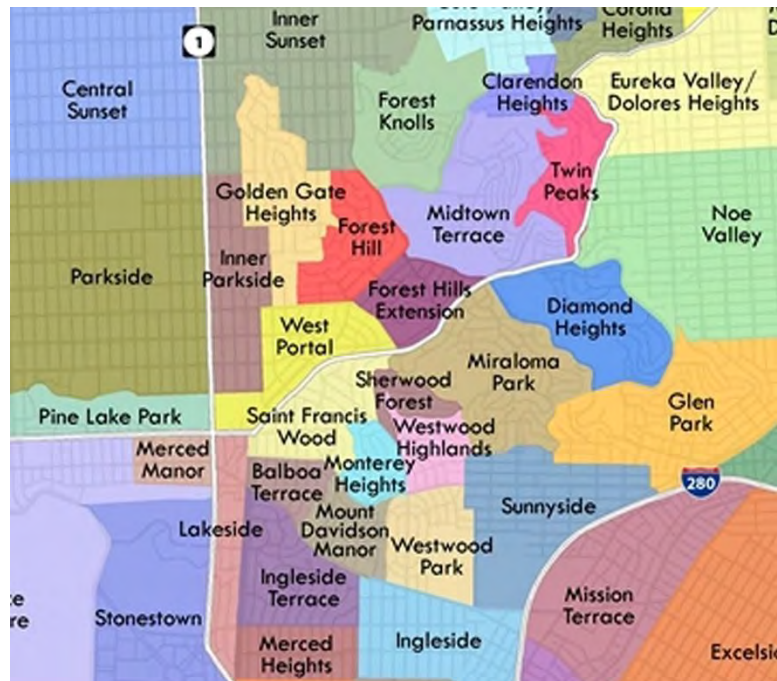 Inner
Sunset
Parnassus Heights
Corona
Heights
1
Central
Sunset
Forest
Knolls
Clarendon
Heights
Eureka Valley/
Dolores Heights
Golden Gate
Heights
Twin
Peaks
Forest
Hill
Midtown
Terrace
Noe
Valley
Parkside
Inner
Parkside
Forest Hills
Extension
Diamond
Heights
West
Portal
Miraloma
Park
Sherwood
Forest
Glen
Park
Pine Lake Park
Saint Francis
Wood
Westwood
Highlands
Merced
Manor
Balboa
Terrace
Monterey
Heights
280
Sunnyside
Lakeside
Mount
Davidson
Manor
Westwood
Park
Ingleside
Terrace
Mission
Terrace
Stonestown
Merced
Heights
Ingleside
Excelsi